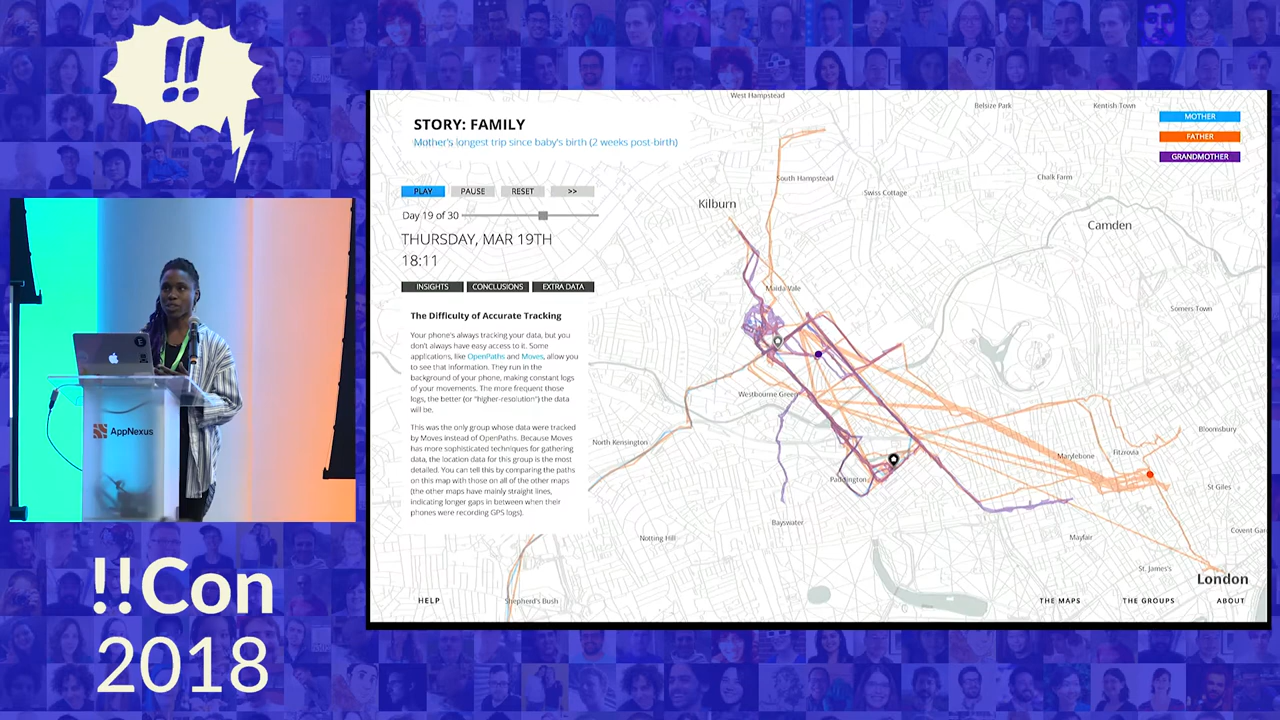 !!
AppNexus
!!Con
2018
STORY: FAMILY
Mother's longest trip since baby's birth (2 weeks post-birth)
PLAY PAUSE RESET >>
Day 19 of 30
THURSDAY, MAR 19TH
18:11
INSIGHTS CONCLUSIONS EXTRA DATA
The Difficulty of Accurate Tracking
Your phone's always tracking your data, but you
don't always have easy access to it. Some
applications, like OpenPaths and Moves, allow you
to see that information. They run in the
background of your phone, making constant logs
of your movements. The more frequent those
logs, the better (or "higher-resolution") the data
will be.
This was the only group whose data were tracked
by Moves instead of OpenPaths. Because Moves
has more sophisticated techniques for gathering
data, the location data for this group is the most
detailed. You can tell this by comparing the paths
on this map with those on all of the other maps
(the other maps have mainly straight lines,
indicating longer gaps in between when their
phones were recording GPS logs).
HELP
MOTHER
FATHER
GRANDMOTHER
West Hampstead
Belsize Park
Kentish Town
South Hampstead
Swiss Cottage
Chalk Farm
Kilburn
Camden
Maida Vale
Somers Town
Westbourne Green
North Kensington
Bloomsbury
Marylebone
Fitzrovia
Paddington
St Giles
Bayswater
Notting Hill
Mayfair
Covent Gar
St. James's
London
Shepherd's Bush
THE MAPS THE GROUPS ABOUT